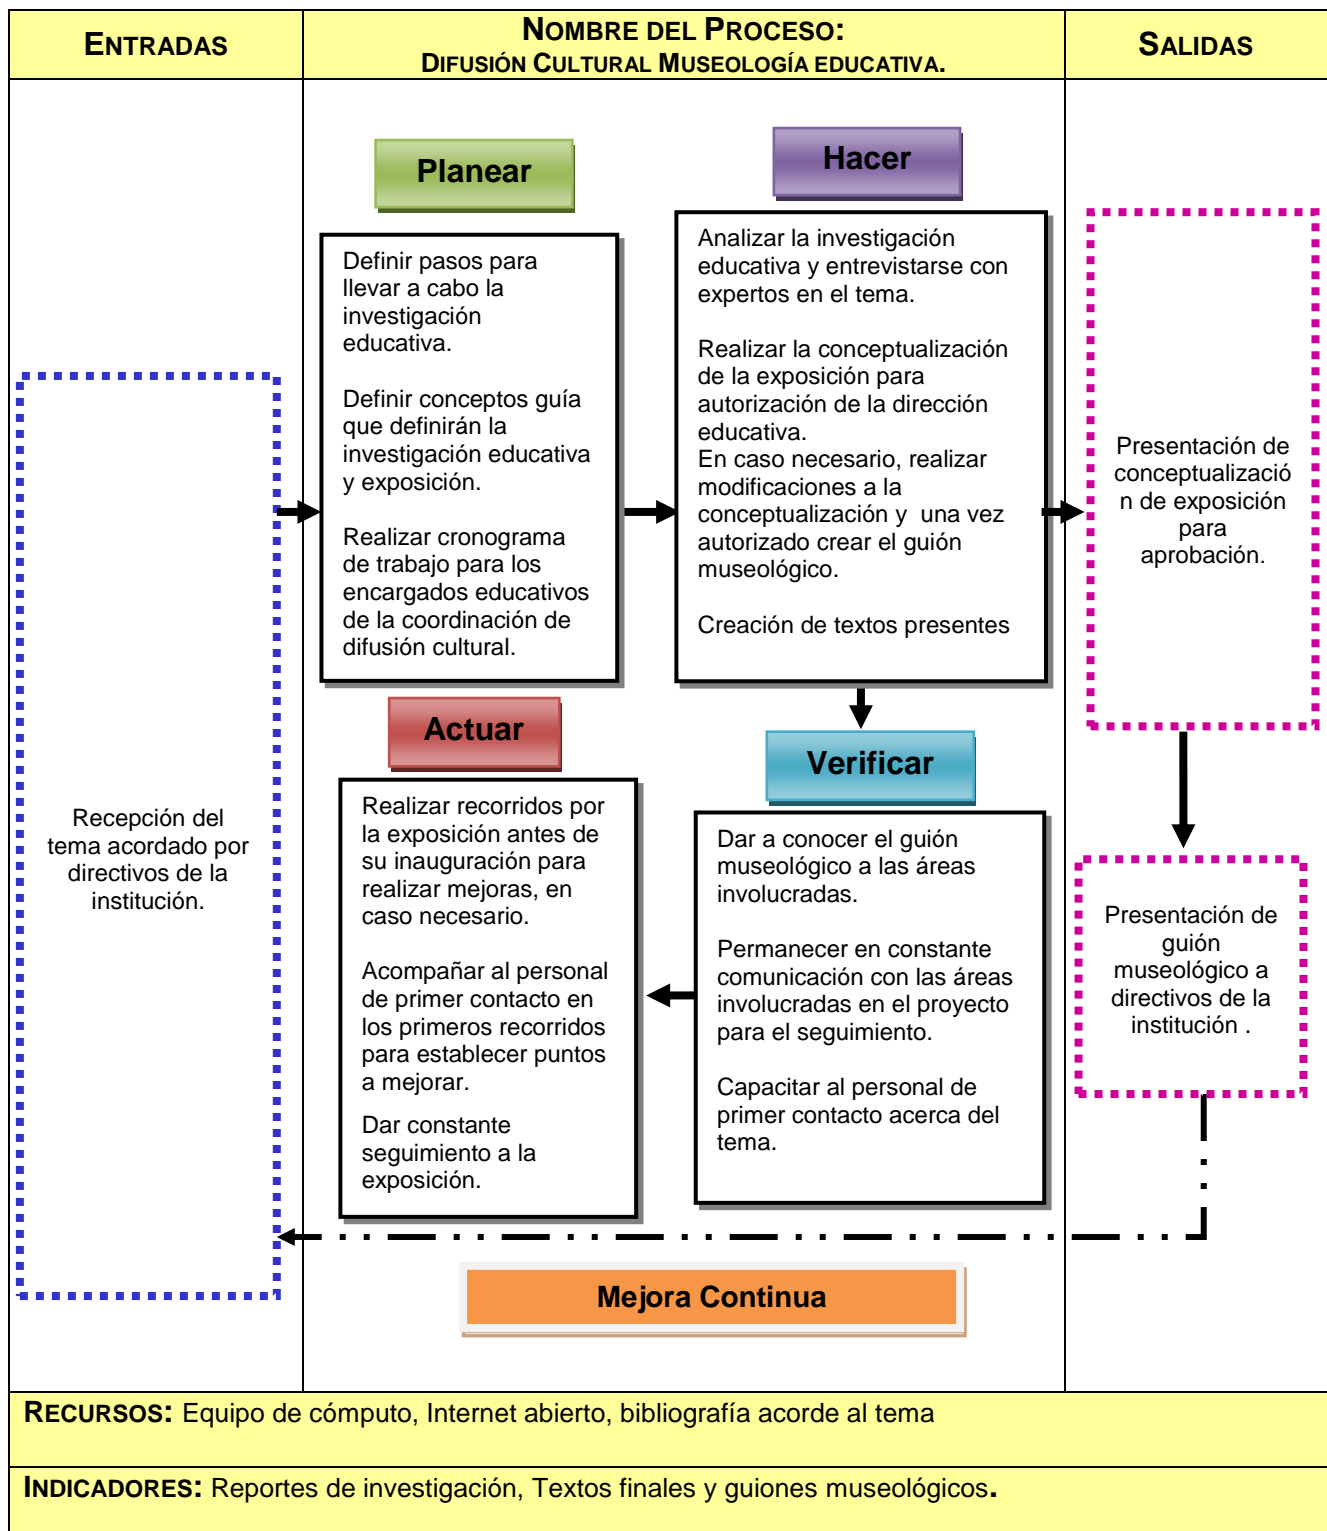 ENTRADAS
NOMBRE DEL PROCESO:
DIFUSIÓN CULTURAL MUSEOLOGÍA EDUCATIVA.
SALIDAS
Planear
Definir pasos para
llevar a cabo la
investigación
educativa.
Definir conceptos guía
que definirán la
investigación educativa
y exposición.
Realizar cronograma
de trabajo para los
encargados educativos
de la coordinación de
difusión cultural.
Hacer
Analizar la investigación
educativa y entrevistarse con
expertos en el tema.
Realizar la conceptualización
de la exposición para
autorización de la dirección
educativa.
En caso necesario, realizar
modificaciones a la
conceptualización y una vez
autorizado crear el guión
museológico.
Creación de textos presentes
Actuar
Realizar recorridos por
la exposición antes de
su inauguración para
realizar mejoras, en
caso necesario.
Acompañar al personal
de primer contacto en
los primeros recorridos
para establecer puntos
a mejorar.
Dar constante
seguimiento a la
exposición.
Verificar
Dar a conocer el guión
museológico a las áreas
involucradas.
Permanecer en constante
comunicación con las áreas
involucradas en el proyecto
para el seguimiento.
Capacitar al personal de
primer contacto acerca del
tema.
Recepción del
tema acordado por
directivos de la
institución.
Presentación de
conceptualizació
n de exposición
para
aprobación.
Presentación de
guión
museológico a
directivos de la
institución .
Mejora Continua
RECURSOS: Equipo de cómputo, Internet abierto, bibliografía acorde al tema
INDICADORES: Reportes de investigación, Textos finales y guiones museológicos.